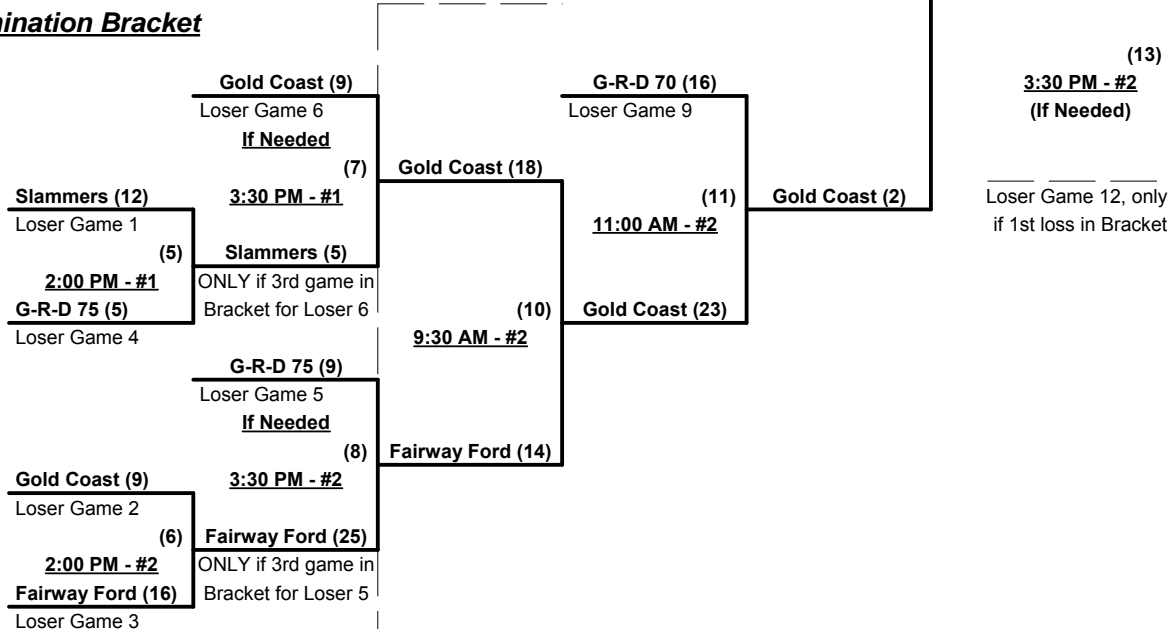 mination Bracket
(13)
Gold Coast (9)
G-R-D 70 (16)
3:30 PM - #2
Loser Game 6
Loser Game 9
(If Needed)
If Needed
(7)
Gold Coast (18)
Slammers (12)
3:30 PM - #1
(11)
Gold Coast (2)
Loser Game 12, only
Loser Game 1
11:00 AM - #2
if 1st loss in Bracket
(5)
Slammers (5)
2:00 PM - #1
ONLY if 3rd game in
G-R-D 75 (5)
Bracket for Loser 6
(10)
Gold Coast (23)
Loser Game 4
9:30 AM - #2
G-R-D 75 (9)
Loser Game 5
If Needed
(8)
Fairway Ford (14)
Gold Coast (9)
3:30 PM - #2
Loser Game 2
(6)
Fairway Ford (25)
2:00 PM - #2
ONLY if 3rd game in
Fairway Ford (16)
Bracket for Loser 5
Loser Game 3